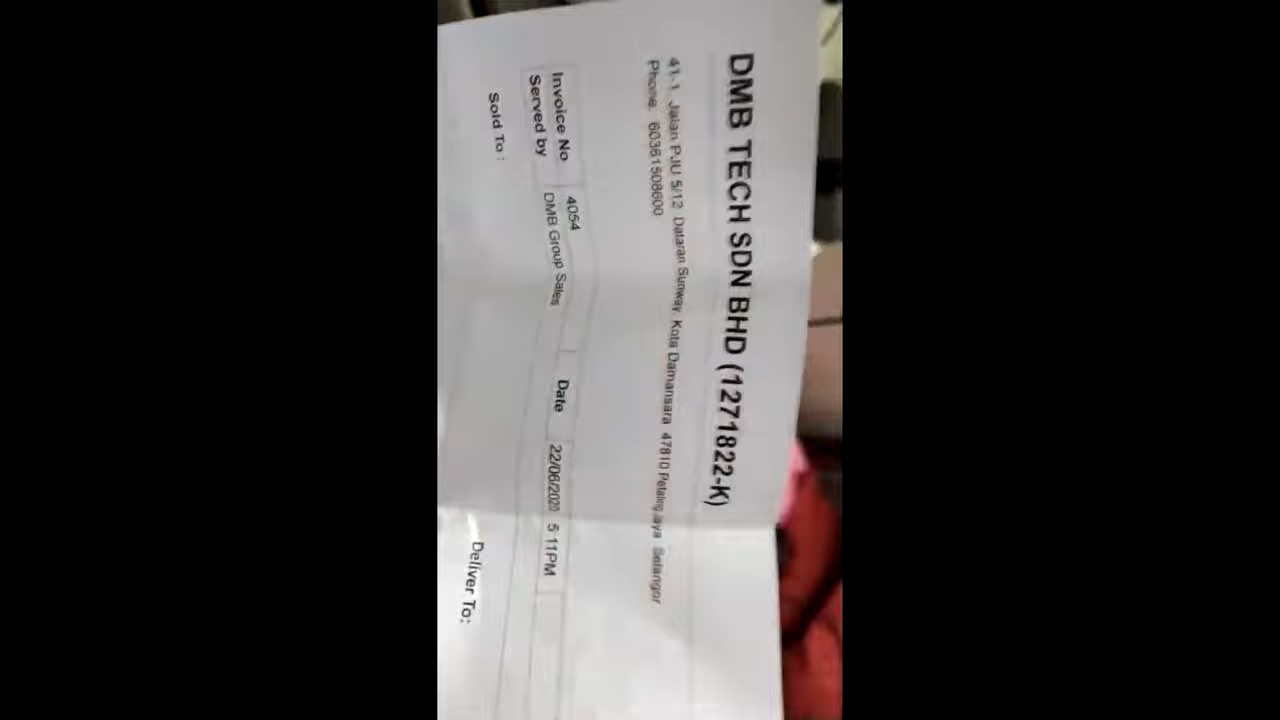 DMB TECH SDN BHD (1271822-K)
41-1, Jalan PJU 5/12, Dataran Sunway, Kota Damansara 47810 Petaling Jaya Selangor
Phone. 60361508600
Invoice No 4054 Date 22/06/2020 5:11PM
Served by DMB Group Sales
Sold To : Deliver To: